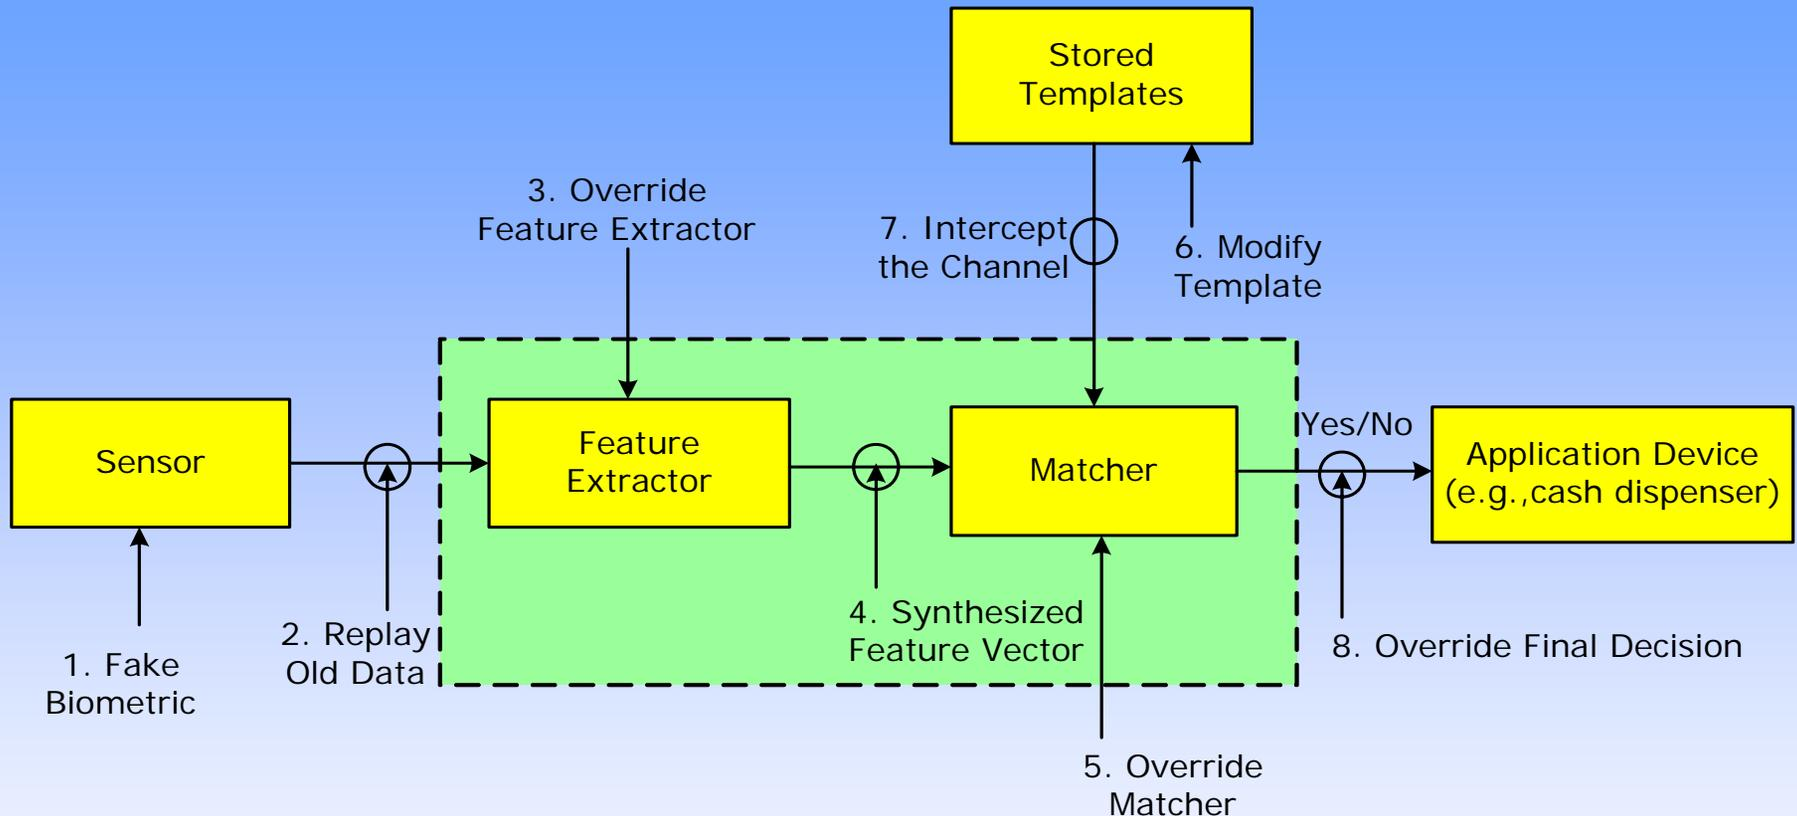 Stored
Templates
3. Override
Feature Extractor
7. Intercept
the Channel
6. Modify
Template
Sensor
Feature
Extractor
Matcher
Yes/No
Application Device
(e.g.,cash dispenser)
1. Fake
Biometric
2. Replay
Old Data
4. Synthesized
Feature Vector
8. Override Final Decision
5. Override
Matcher